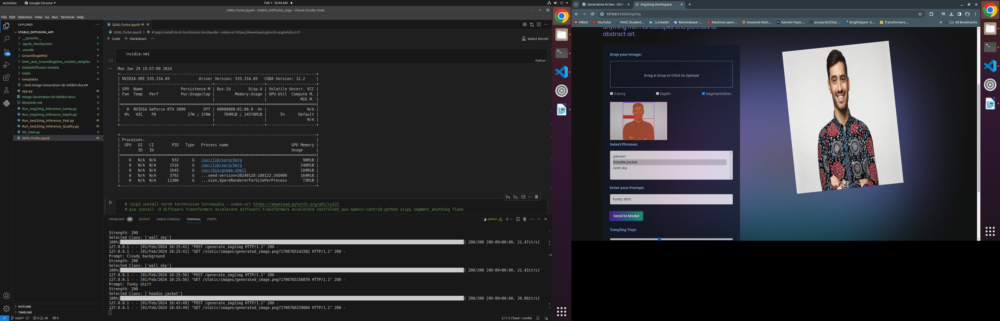 Activities
Google Chrome
Feb 1 10:44 AM
SDXL-Turbo.ipynb - Stable_Diffusion_App - Visual Studio Code
File Edit Selection View Go Run Terminal Help
EXPLORER
STABLE_DIFFUSION_APP
__pycache__
.ipynb_checkpoints
.vscode
GroundingDINO
SAM_and_GroundingDino_models_weights
StableDiffusion models
static
templates
.~lock.Image Generation SD WEBUI.docx#
app.py M
Image Generation SD WEBUI.docx U
README.md U
Run_Img2Img_Inference_Canny.py U
Run_Img2Img_Inference_Depth.py U
Run_text2Img_Inference_Fast.py M
Run_text2Img_inference_Quality.py M
SD_SAM.py U
SDXL-Turbo.ipynb M
120
OUTLINE
TIMELINE
SDXL-Turbo.ipynb M
SDXL-Turbo.ipynb > # !pip3 install torch torchvision torchaudio --index-url https://download.pytorch.org/whl/cu121
+ Code + Markdown ...
Select Kernel
!nvidia-smi
[1]
Python
Mon Jan 29 15:57:00 2024
+---------------------------------------------------------------------------------------+
| NVIDIA-SMI 535.154.05 Driver Version: 535.154.05 CUDA Version: 12.2 |
|-----------------------------------------+----------------------+----------------------+
| GPU Name Persistence-M | Bus-Id Disp.A | Volatile Uncorr. ECC |
| Fan Temp Perf Pwr:Usage/Cap | Memory-Usage | GPU-Util Compute M. |
| | | MIG M. |
|=========================================+======================+======================|
| 0 NVIDIA GeForce RTX 3090 Off | 00000000:01:00.0 On | N/A |
| 0% 43C P8 27W / 370W | 709MiB / 24576MiB | 5% Default |
| | | N/A |
+-----------------------------------------+----------------------+----------------------+
+---------------------------------------------------------------------------------------+
| Processes: |
| GPU GI CI PID Type Process name GPU Memory |
| ID ID Usage |
|=======================================================================================|
| 0 N/A N/A 932 G /usr/lib/xorg/Xorg 90MiB |
| 0 N/A N/A 1516 G /usr/lib/xorg/Xorg 246MiB |
| 0 N/A N/A 1645 G /usr/bin/gnome-shell 104MiB |
| 0 N/A N/A 3792 G ...seed-version=20240128-180122.345000 164MiB |
| 0 N/A N/A 11306 G ...sion,SpareRendererForSitePerProcess 73MiB |
+---------------------------------------------------------------------------------------+
# !pip3 install torch torchvision torchaudio --index-url https://download.pytorch.org/whl/cu121
# pip install -U diffusers transformers accelerate diffusers transformers accelerate controlnet_aux opencv-contrib-python scipy segment_anything flask
PROBLEMS 40 OUTPUT DEBUG CONSOLE TERMINAL PORTS
python
Strength: 200
Selected Class: ['wall sky']
100%| | 200/200 [00:09<00:00, 21.47it/s]
127.0.0.1 - - [01/Feb/2024 10:25:41] "POST /generate_img2img HTTP/1.1" 200 -
127.0.0.1 - - [01/Feb/2024 10:25:41] "GET /static/images/generated_image.png?1706765141582 HTTP/1.1" 200 -
Prompt: Cloudy background
Strength: 200
Selected Class: ['wall sky']
100%| | 200/200 [00:09<00:00, 21.43it/s]
127.0.0.1 - - [01/Feb/2024 10:25:56] "POST /generate_img2img HTTP/1.1" 200 -
127.0.0.1 - - [01/Feb/2024 10:25:56] "GET /static/images/generated_image.png?1706765156870 HTTP/1.1" 200 -
Prompt: funky shirt
Strength: 200
Selected Class: ['hoodie jacket']
100%| | 200/200 [00:09<00:00, 20.80it/s]
127.0.0.1 - - [01/Feb/2024 10:43:49] "POST /generate_img2img HTTP/1.1" 200 -
127.0.0.1 - - [01/Feb/2024 10:43:49] "GET /static/images/generated_image.png?1706766229004 HTTP/1.1" 200 -
main* 0 40 0
3.11.5 ('base': conda)
Generative AI Dev - OAIP
img2img Workspace
127.0.0.1:5000/img2img
MEGA
YouTube
PIAIC Student...
| LinkedIn
Remotebase -...
Machine Learn...
movenet Main...
Gensim Topic...
arunprsh/Chat...
BrightSpyre - S...
Transformers...
»
All Bookmarks
anything from landscapes and portraits to
abstract art.
Drop your Image:
Drag & Drop or Click to Upload
Canny
Depth
Segmentation
hoodie jacket
Select Phrases:
person
hoodie jacket
wall sky
Enter your Prompt:
funky shirt
Send to Model
Sampling Steps